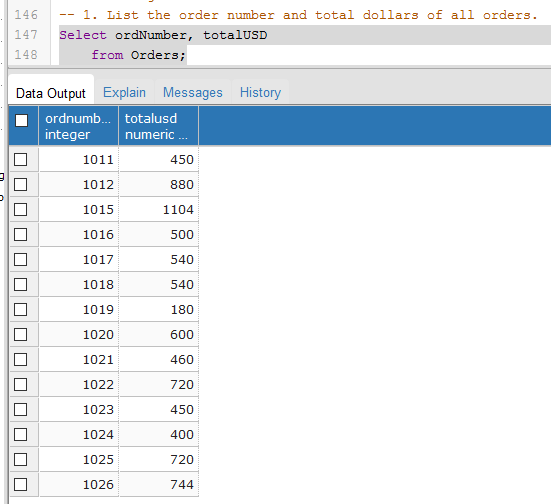 146 -- 1. List the order number and total dollars of all orders.
147 Select ordNumber, totalUSD
148 from Orders;
Data Output Explain Messages History
ordnumb... totalusd
integer numeric ...
1011 450
1012 880
1015 1104
1016 500
1017 540
1018 540
1019 180
1020 600
1021 460
1022 720
1023 450
1024 400
1025 720
1026 744